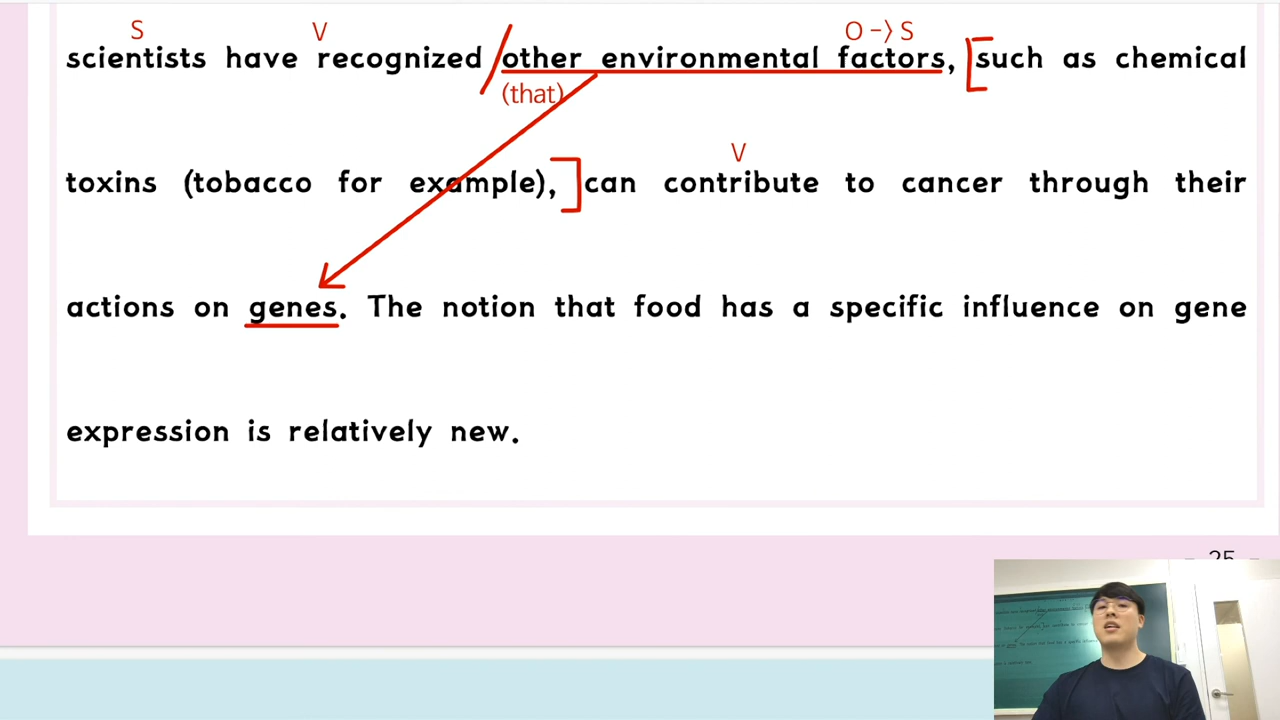 S V O -> S
scientists have recognized / other environmental factors, [such as chemical
(that)
V
toxins (tobacco for example),] can contribute to cancer through their
actions on genes. The notion that food has a specific influence on gene
expression is relatively new.
- 25 -